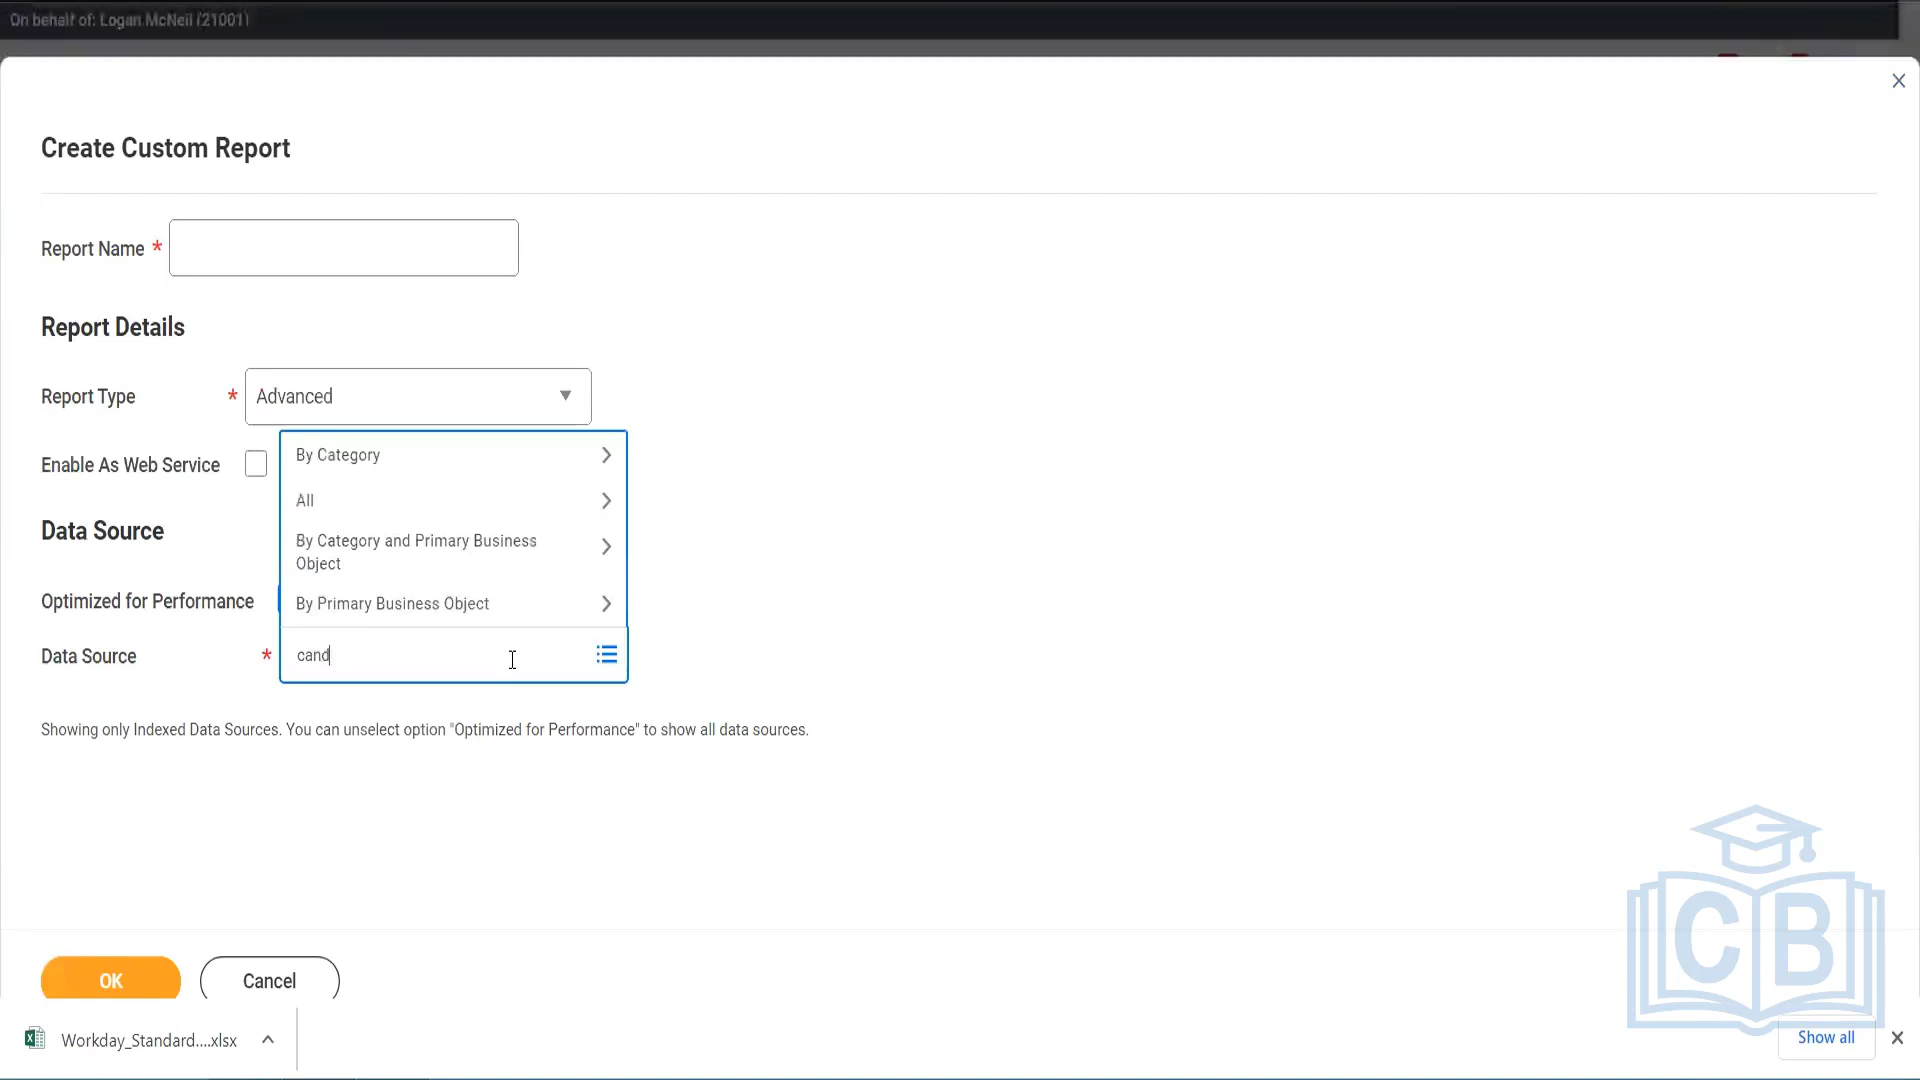 On behalf of: Logan McNeil (21001)
Create Custom Report
Report Name *
Report Details
Report Type * Advanced
Enable As Web Service
By Category
All
By Category and Primary Business
Object
By Primary Business Object
Data Source
Optimized for Performance
Data Source * cand
Showing only Indexed Data Sources. You can unselect option "Optimized for Performance" to show all data sources.
OK
Cancel
CB
Workday_Standard....xlsx
Show all